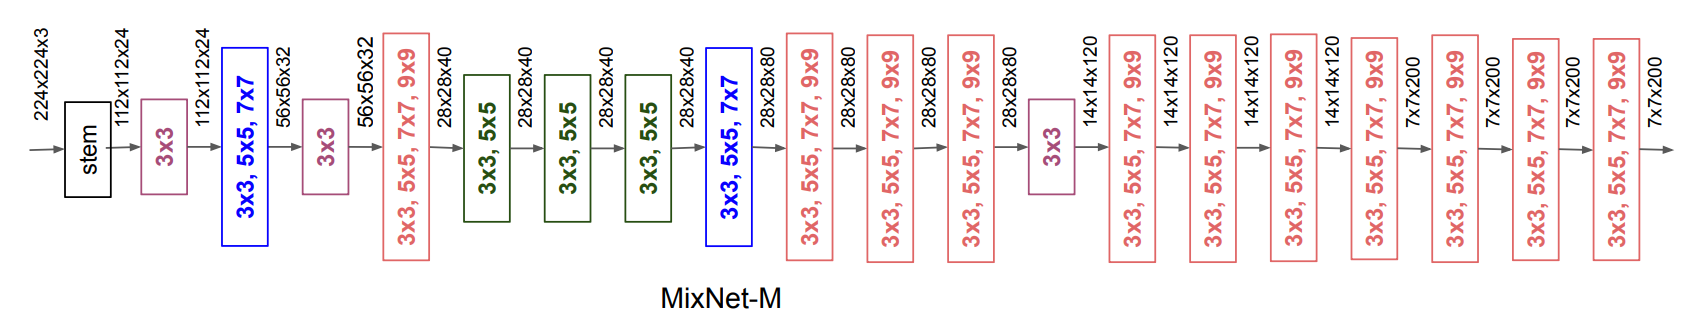 224x224x3
stem
112x112x24
3x3
112x112x24
3x3, 5x5, 7x7
56x56x32
3x3
56x56x32
3x3, 5x5, 7x7, 9x9
28x28x40
3x3, 5x5
28x28x40
3x3, 5x5
28x28x40
3x3, 5x5
28x28x40
3x3, 5x5, 7x7
28x28x80
3x3, 5x5, 7x7, 9x9
28x28x80
3x3, 5x5, 7x7, 9x9
28x28x80
3x3, 5x5, 7x7, 9x9
28x28x80
3x3
14x14x120
3x3, 5x5, 7x7, 9x9
14x14x120
3x3, 5x5, 7x7, 9x9
14x14x120
3x3, 5x5, 7x7, 9x9
14x14x120
3x3, 5x5, 7x7, 9x9
7x7x200
3x3, 5x5, 7x7, 9x9
7x7x200
3x3, 5x5, 7x7, 9x9
7x7x200
3x3, 5x5, 7x7, 9x9
7x7x200
MixNet-M